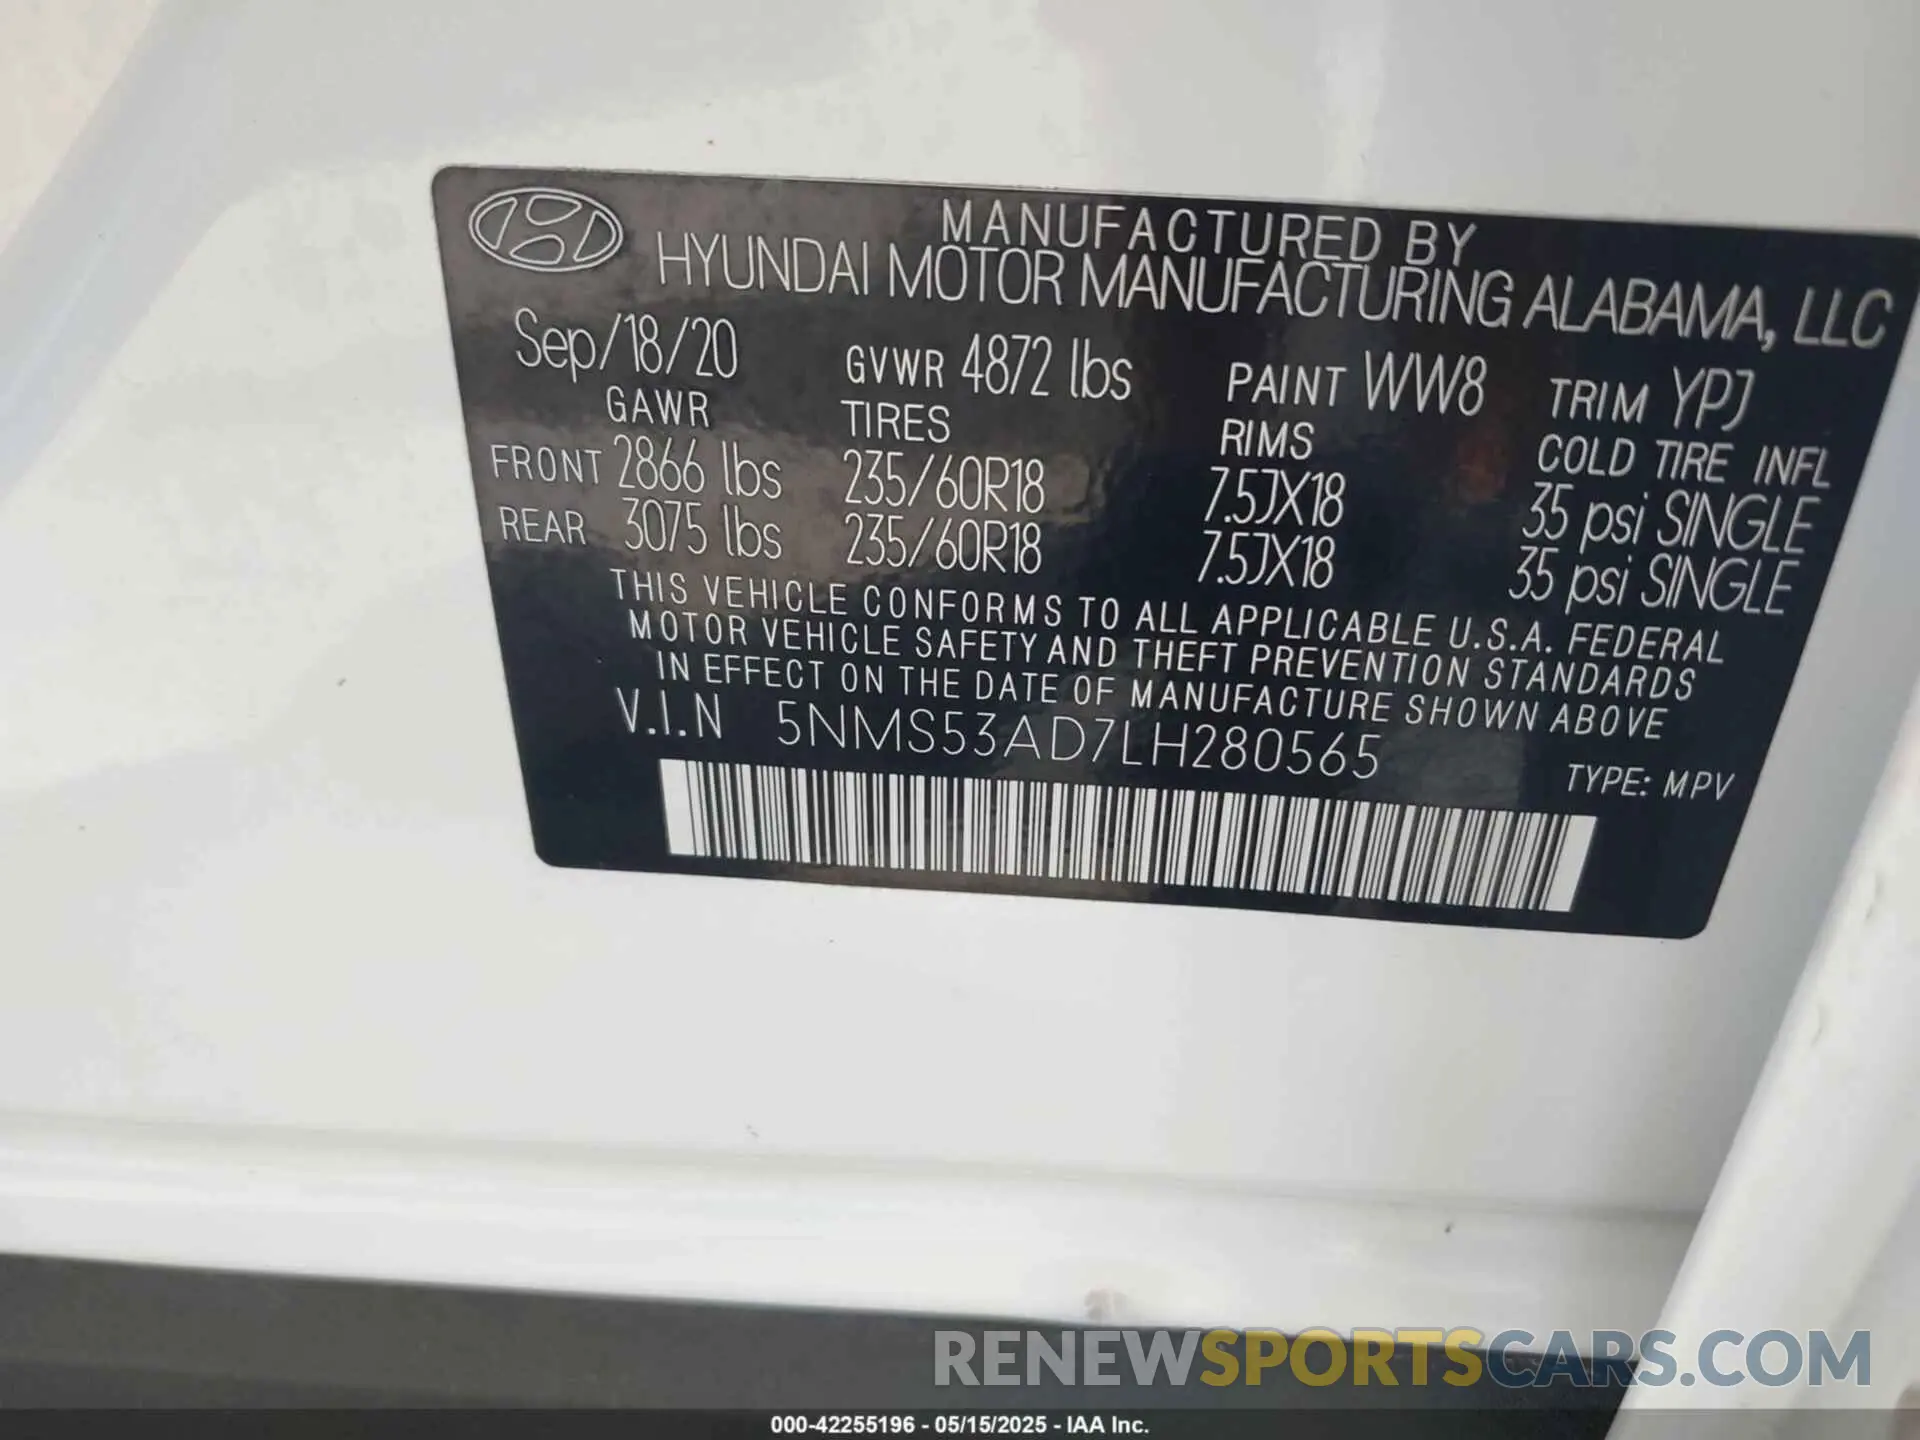 MANUFACTURED BY
HYUNDAI MOTOR MANUFACTURING ALABAMA, LLC
Sep/18/20 GVWR 4872 lbs PAINT WW8 TRIM YPJ
GAWR TIRES RIMS COLD TIRE INFL
FRONT 2866 lbs 235/60R18 7.5JX18 35 psi SINGLE
REAR 3075 lbs 235/60R18 7.5JX18 35 psi SINGLE
THIS VEHICLE CONFORMS TO ALL APPLICABLE U.S.A. FEDERAL
MOTOR VEHICLE SAFETY AND THEFT PREVENTION STANDARDS
IN EFFECT ON THE DATE OF MANUFACTURE SHOWN ABOVE
V.I.N 5NMS53AD7LH280565
TYPE: MPV
RENEWSPORTSCARS.COM
000-42255196 - 05/15/2025 - IAA Inc.